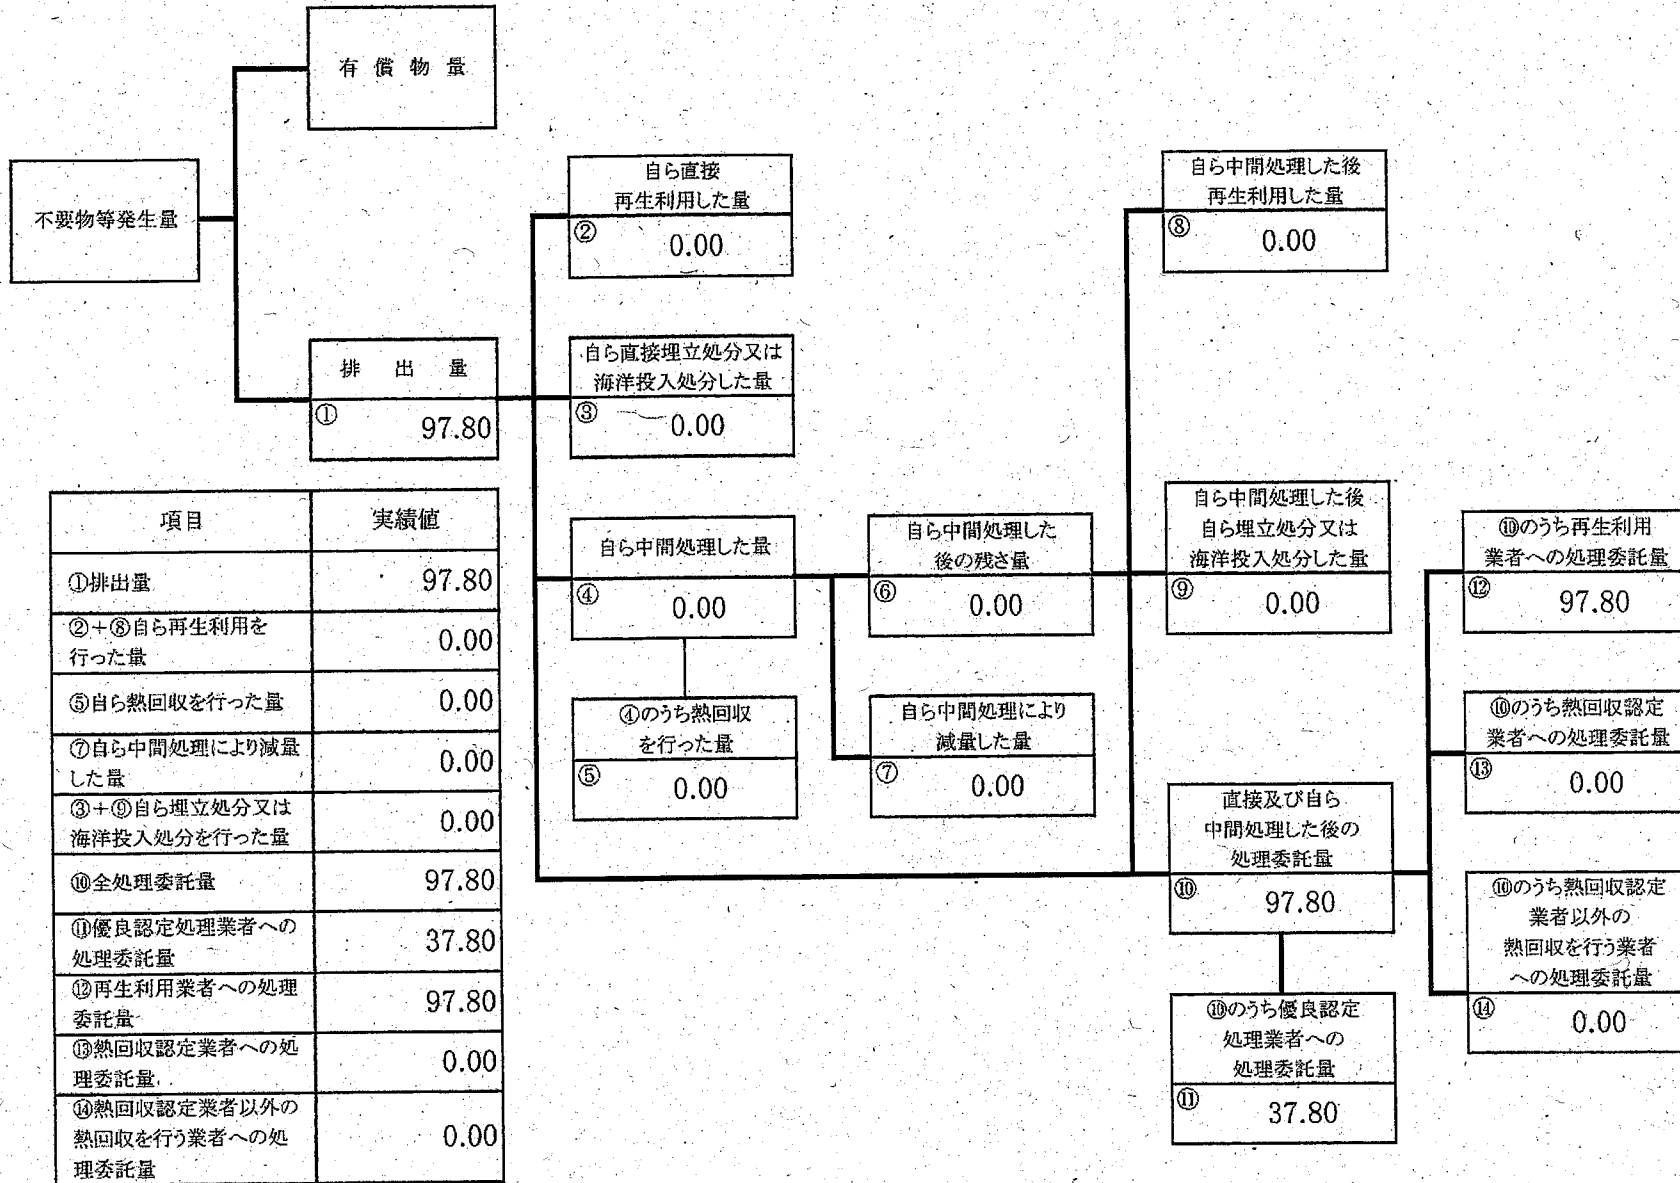 有償物量
不要物等発生量
排出量
① 97.80
自ら直接
再生利用した量
② 0.00
自ら直接埋立処分又は
海洋投入処分した量
③ 0.00
自ら中間処理した量
④ 0.00
④のうち熱回収
を行った量
⑤ 0.00
自ら中間処理した
後の残さ量
⑥ 0.00
自ら中間処理により
減量した量
⑦ 0.00
自ら中間処理した後
再生利用した量
⑧ 0.00
自ら中間処理した後
自ら埋立処分又は
海洋投入処分した量
⑨ 0.00
直接及び自ら
中間処理した後の
処理委託量
⑩ 97.80
⑩のうち優良認定
処理業者への
処理委託量
⑪ 37.80
⑩のうち再生利用
業者への処理委託量
⑫ 97.80
⑩のうち熱回収認定
業者への処理委託量
⑬ 0.00
⑩のうち熱回収認定
業者以外の
熱回収を行う業者
への処理委託量
⑭ 0.00
項目 実績値
①排出量 97.80
②+⑧自ら再生利用を
行った量 0.00
⑤自ら熱回収を行った量 0.00
⑦自ら中間処理により減量
した量 0.00
③+⑨自ら埋立処分又は
海洋投入処分を行った量 0.00
⑩全処理委託量 97.80
⑪優良認定処理業者への
処理委託量 37.80
⑫再生利用業者への処理
委託量 97.80
⑬熱回収認定業者への処
理委託量 0.00
⑭熱回収認定業者以外の
熱回収を行う業者への処
理委託量 0.00